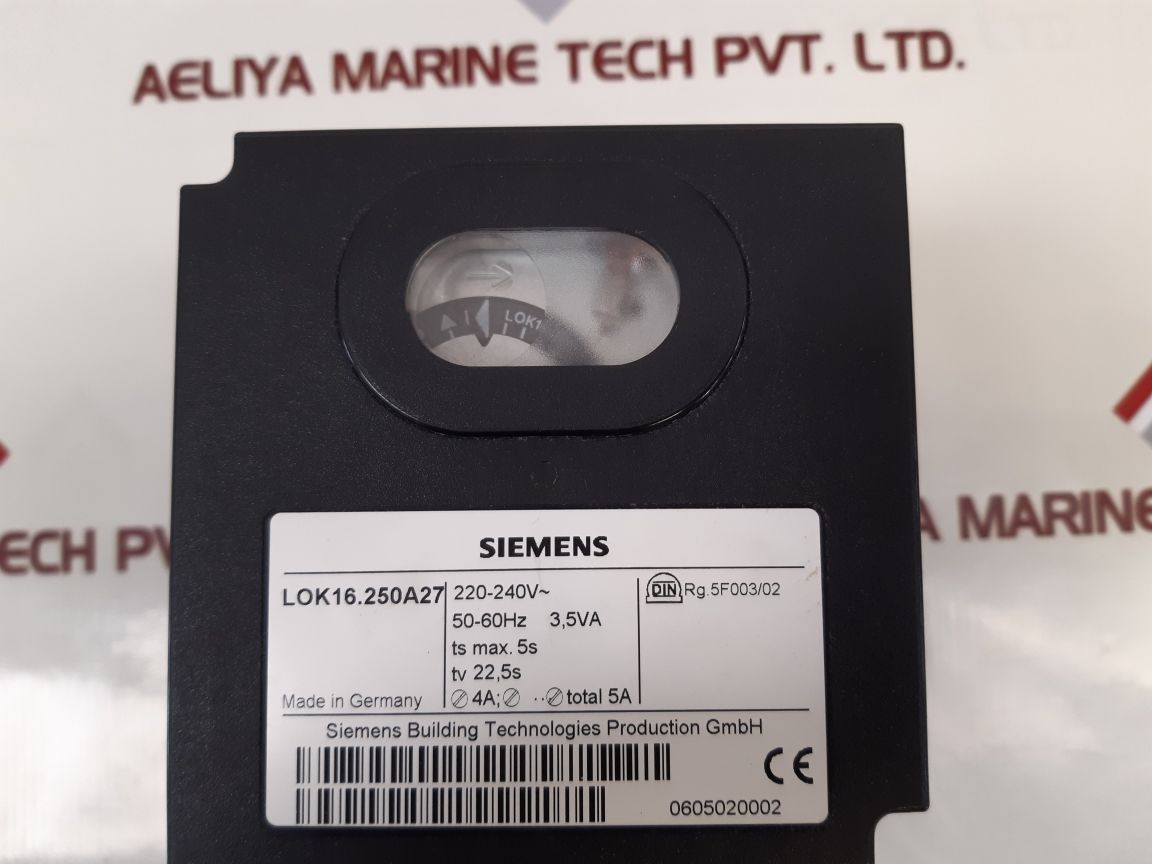 AELIYA MARINE TECH PVT. LTD.
LOK1
ECH PV
A MARINE
SIEMENS
LOK16.250A27
220-240V~
50-60Hz 3,5VA
ts max. 5s
tv 22,5s
4A; ·· total 5A
DIN Rg.5F003/02
Made in Germany
Siemens Building Technologies Production GmbH
CE
0605020002